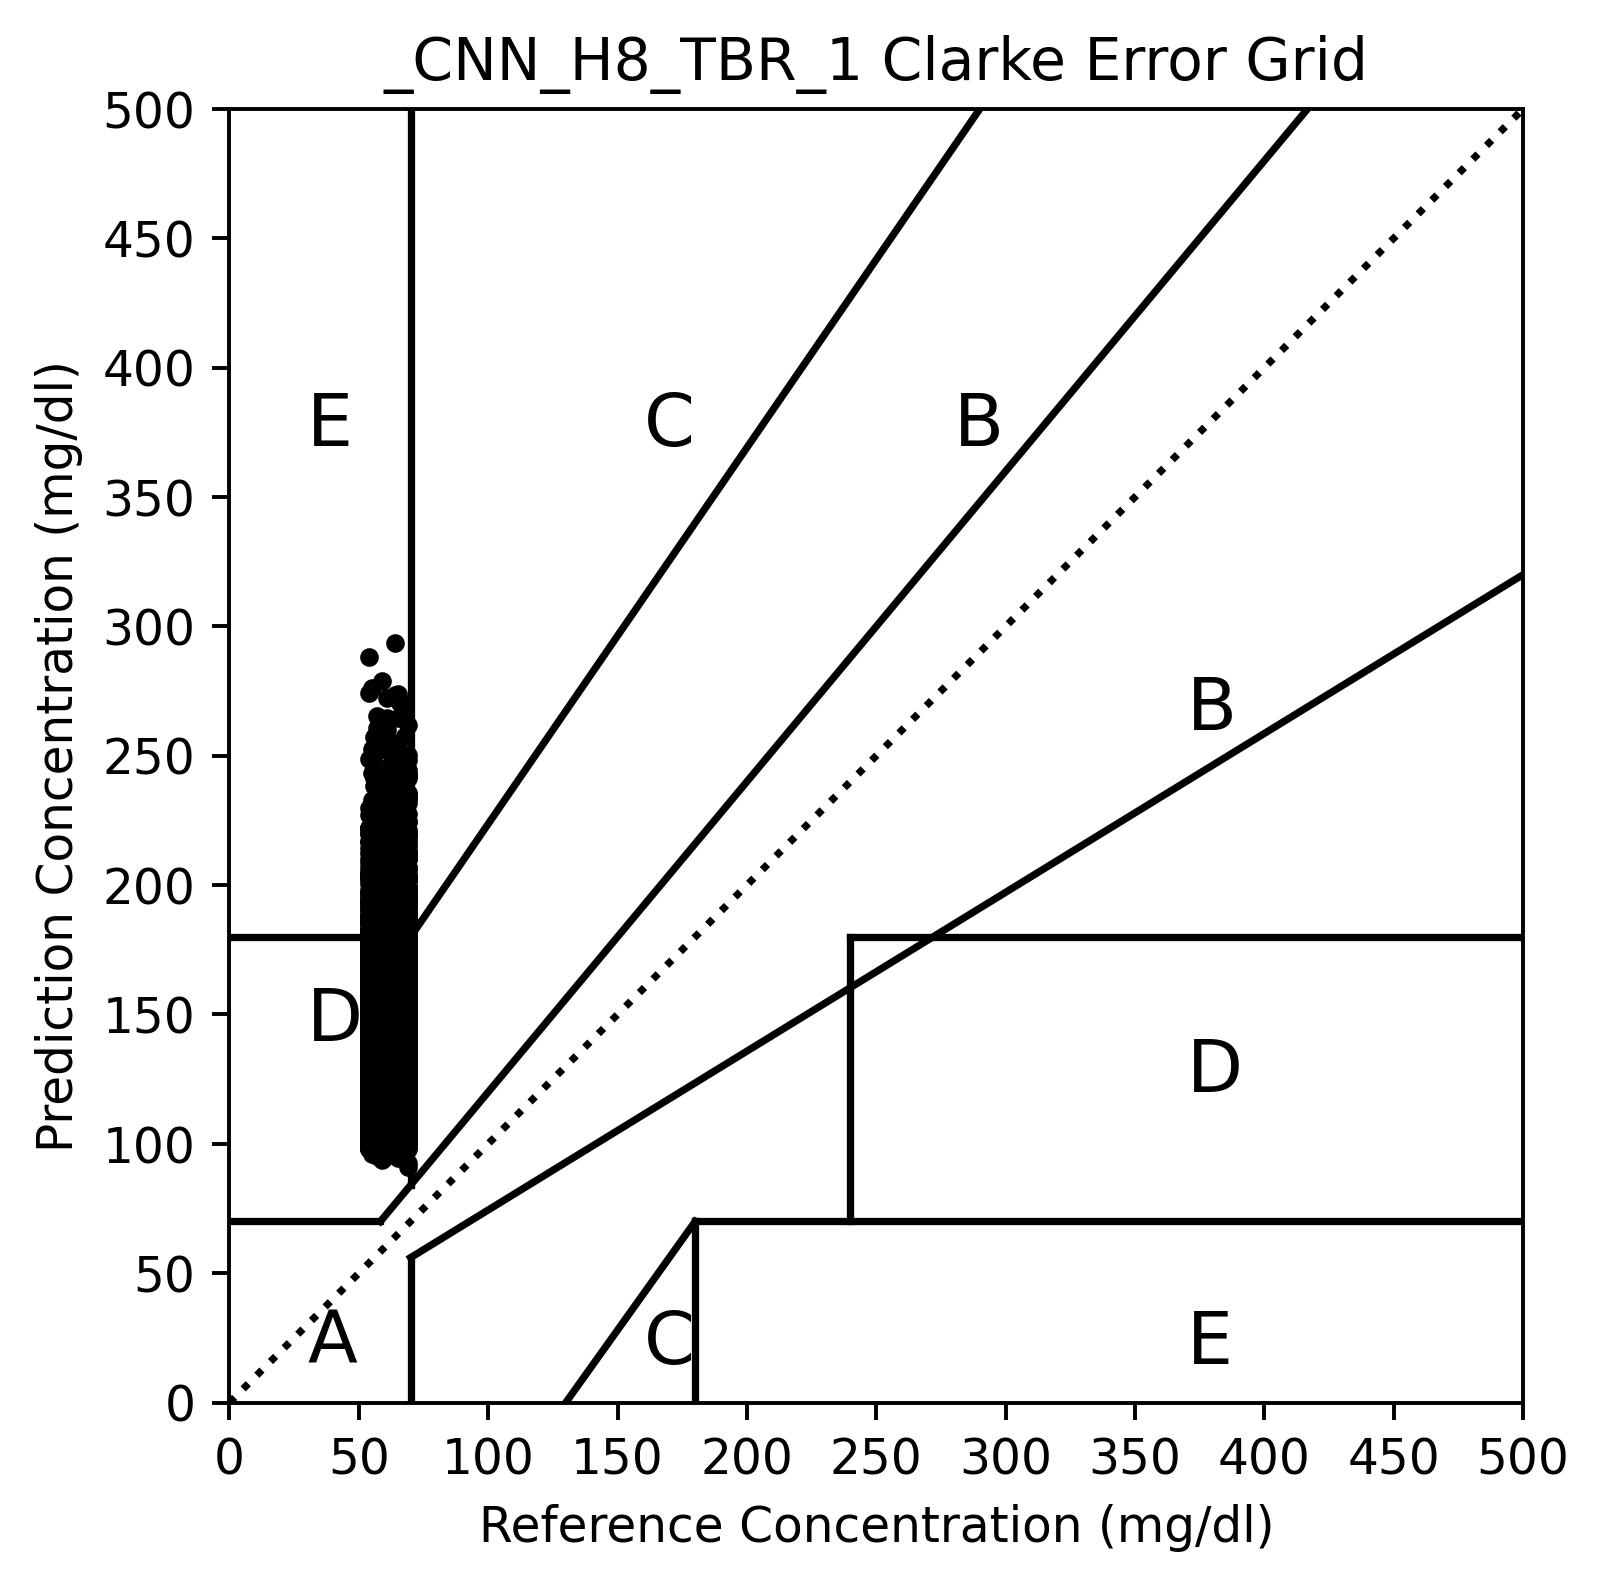 _CNN_H8_TBR_1 Clarke Error Grid
500
450
400
350
300
250
200
150
100
50
0
Prediction Concentration (mg/dl)
E
C
B
B
D
D
A
C
E
0 50 100 150 200 250 300 350 400 450 500
Reference Concentration (mg/dl)